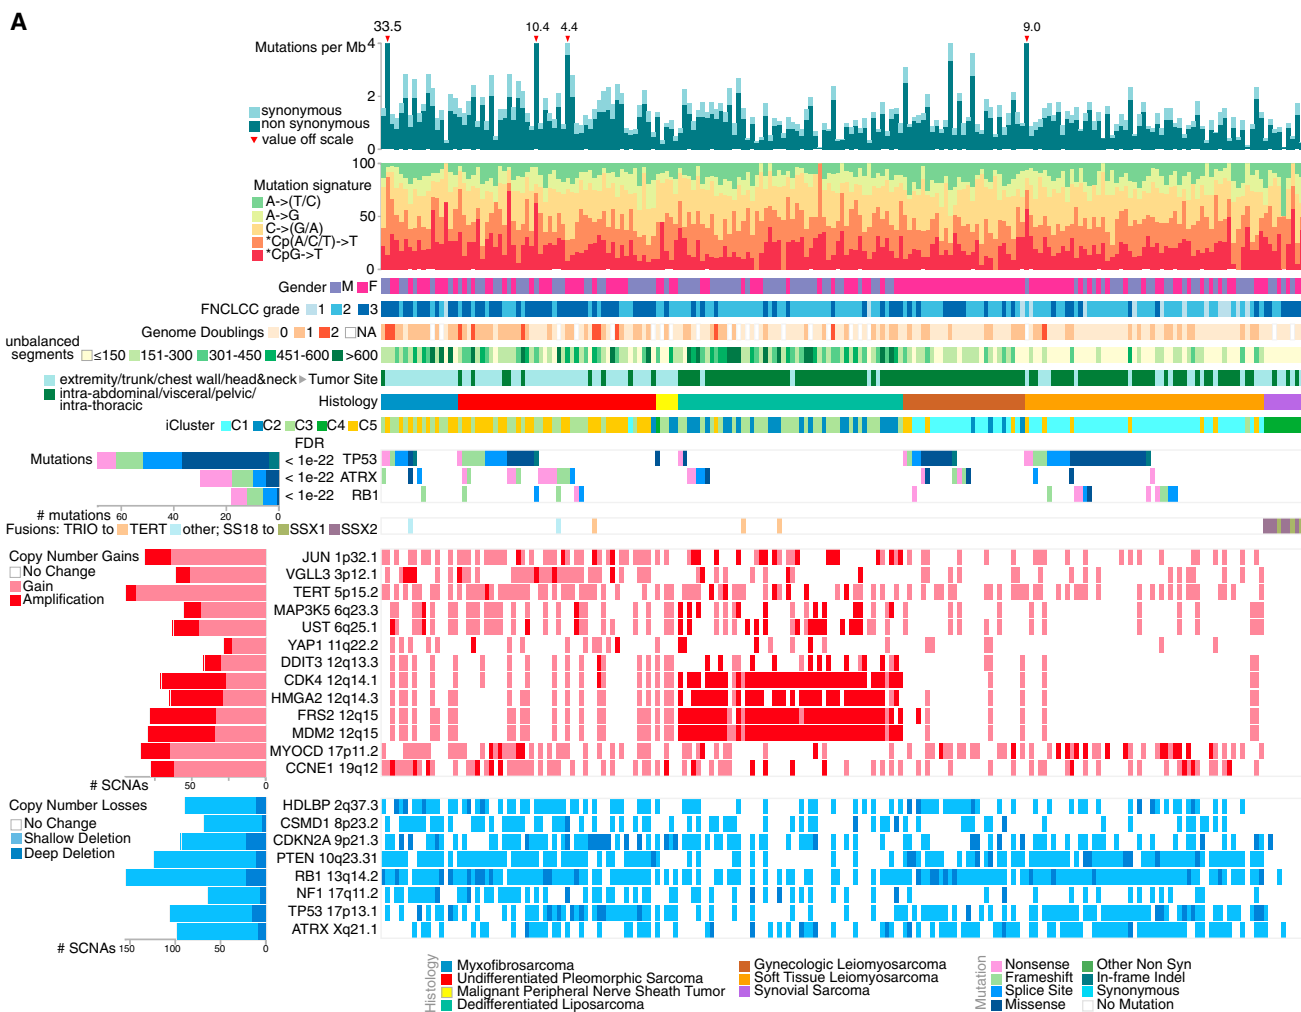 A
33.5 10.4 4.4 9.0
Mutations per Mb 4
2
0
synonymous
non synonymous
value off scale
100
50
0
Mutation signature
A->(T/C)
A->G
C->(G/A)
*Cp(A/C/T)->T
*CpG->T
Gender M F
FNCLCC grade 1 2 3
Genome Doublings 0 1 2 NA
unbalanced
segments ≤150 151-300 301-450 451-600 >600
extremity/trunk/chest wall/head&neck Tumor Site
intra-abdominal/visceral/pelvic/
intra-thoracic
Histology
iCluster C1 C2 C3 C4 C5
FDR
Mutations < 1e-22 TP53
< 1e-22 ATRX
< 1e-22 RB1
# mutations 60 40 20 0
Fusions: TRIO to TERT other; SS18 to SSX1 SSX2
Copy Number Gains
No Change
Gain
Amplification
JUN 1p32.1
VGLL3 3p12.1
TERT 5p15.2
MAP3K5 6q23.3
UST 6q25.1
YAP1 11q22.2
DDIT3 12q13.3
CDK4 12q14.1
HMGA2 12q14.3
FRS2 12q15
MDM2 12q15
MYOCD 17p11.2
CCNE1 19q12
# SCNAs 50 0
Copy Number Losses
No Change
Shallow Deletion
Deep Deletion
HDLBP 2q37.3
CSMD1 8p23.2
CDKN2A 9p21.3
PTEN 10q23.31
RB1 13q14.2
NF1 17q11.2
TP53 17p13.1
ATRX Xq21.1
# SCNAs 150 100 50 0
Histology
Myxofibrosarcoma
Undifferentiated Pleomorphic Sarcoma
Malignant Peripheral Nerve Sheath Tumor
Dedifferentiated Liposarcoma
Gynecologic Leiomyosarcoma
Soft Tissue Leiomyosarcoma
Synovial Sarcoma
Mutation
Nonsense
Frameshift
Splice Site
Missense
Other Non Syn
In-frame Indel
Synonymous
No Mutation